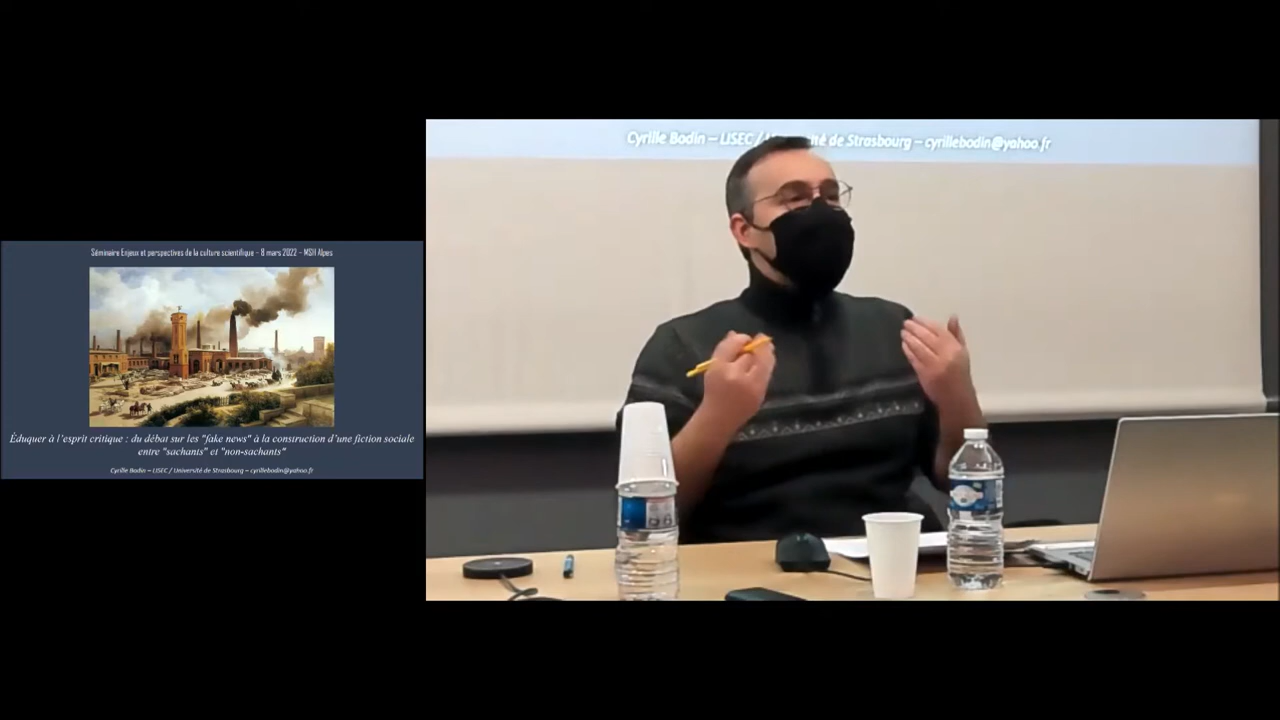 Séminaire Enjeux et perspectives de la culture scientifique – 8 mars 2022 – MSH Alpes
Éduquer à l'esprit critique : du débat sur les "fake news" à la construction d'une fiction sociale
entre "sachants" et "non-sachants"
Cyrille Bodin – LISEC / Université de Strasbourg – cyrillebodin@yahoo.fr
Cyrille Bodin – LISEC / Université de Strasbourg – cyrillebodin@yahoo.fr